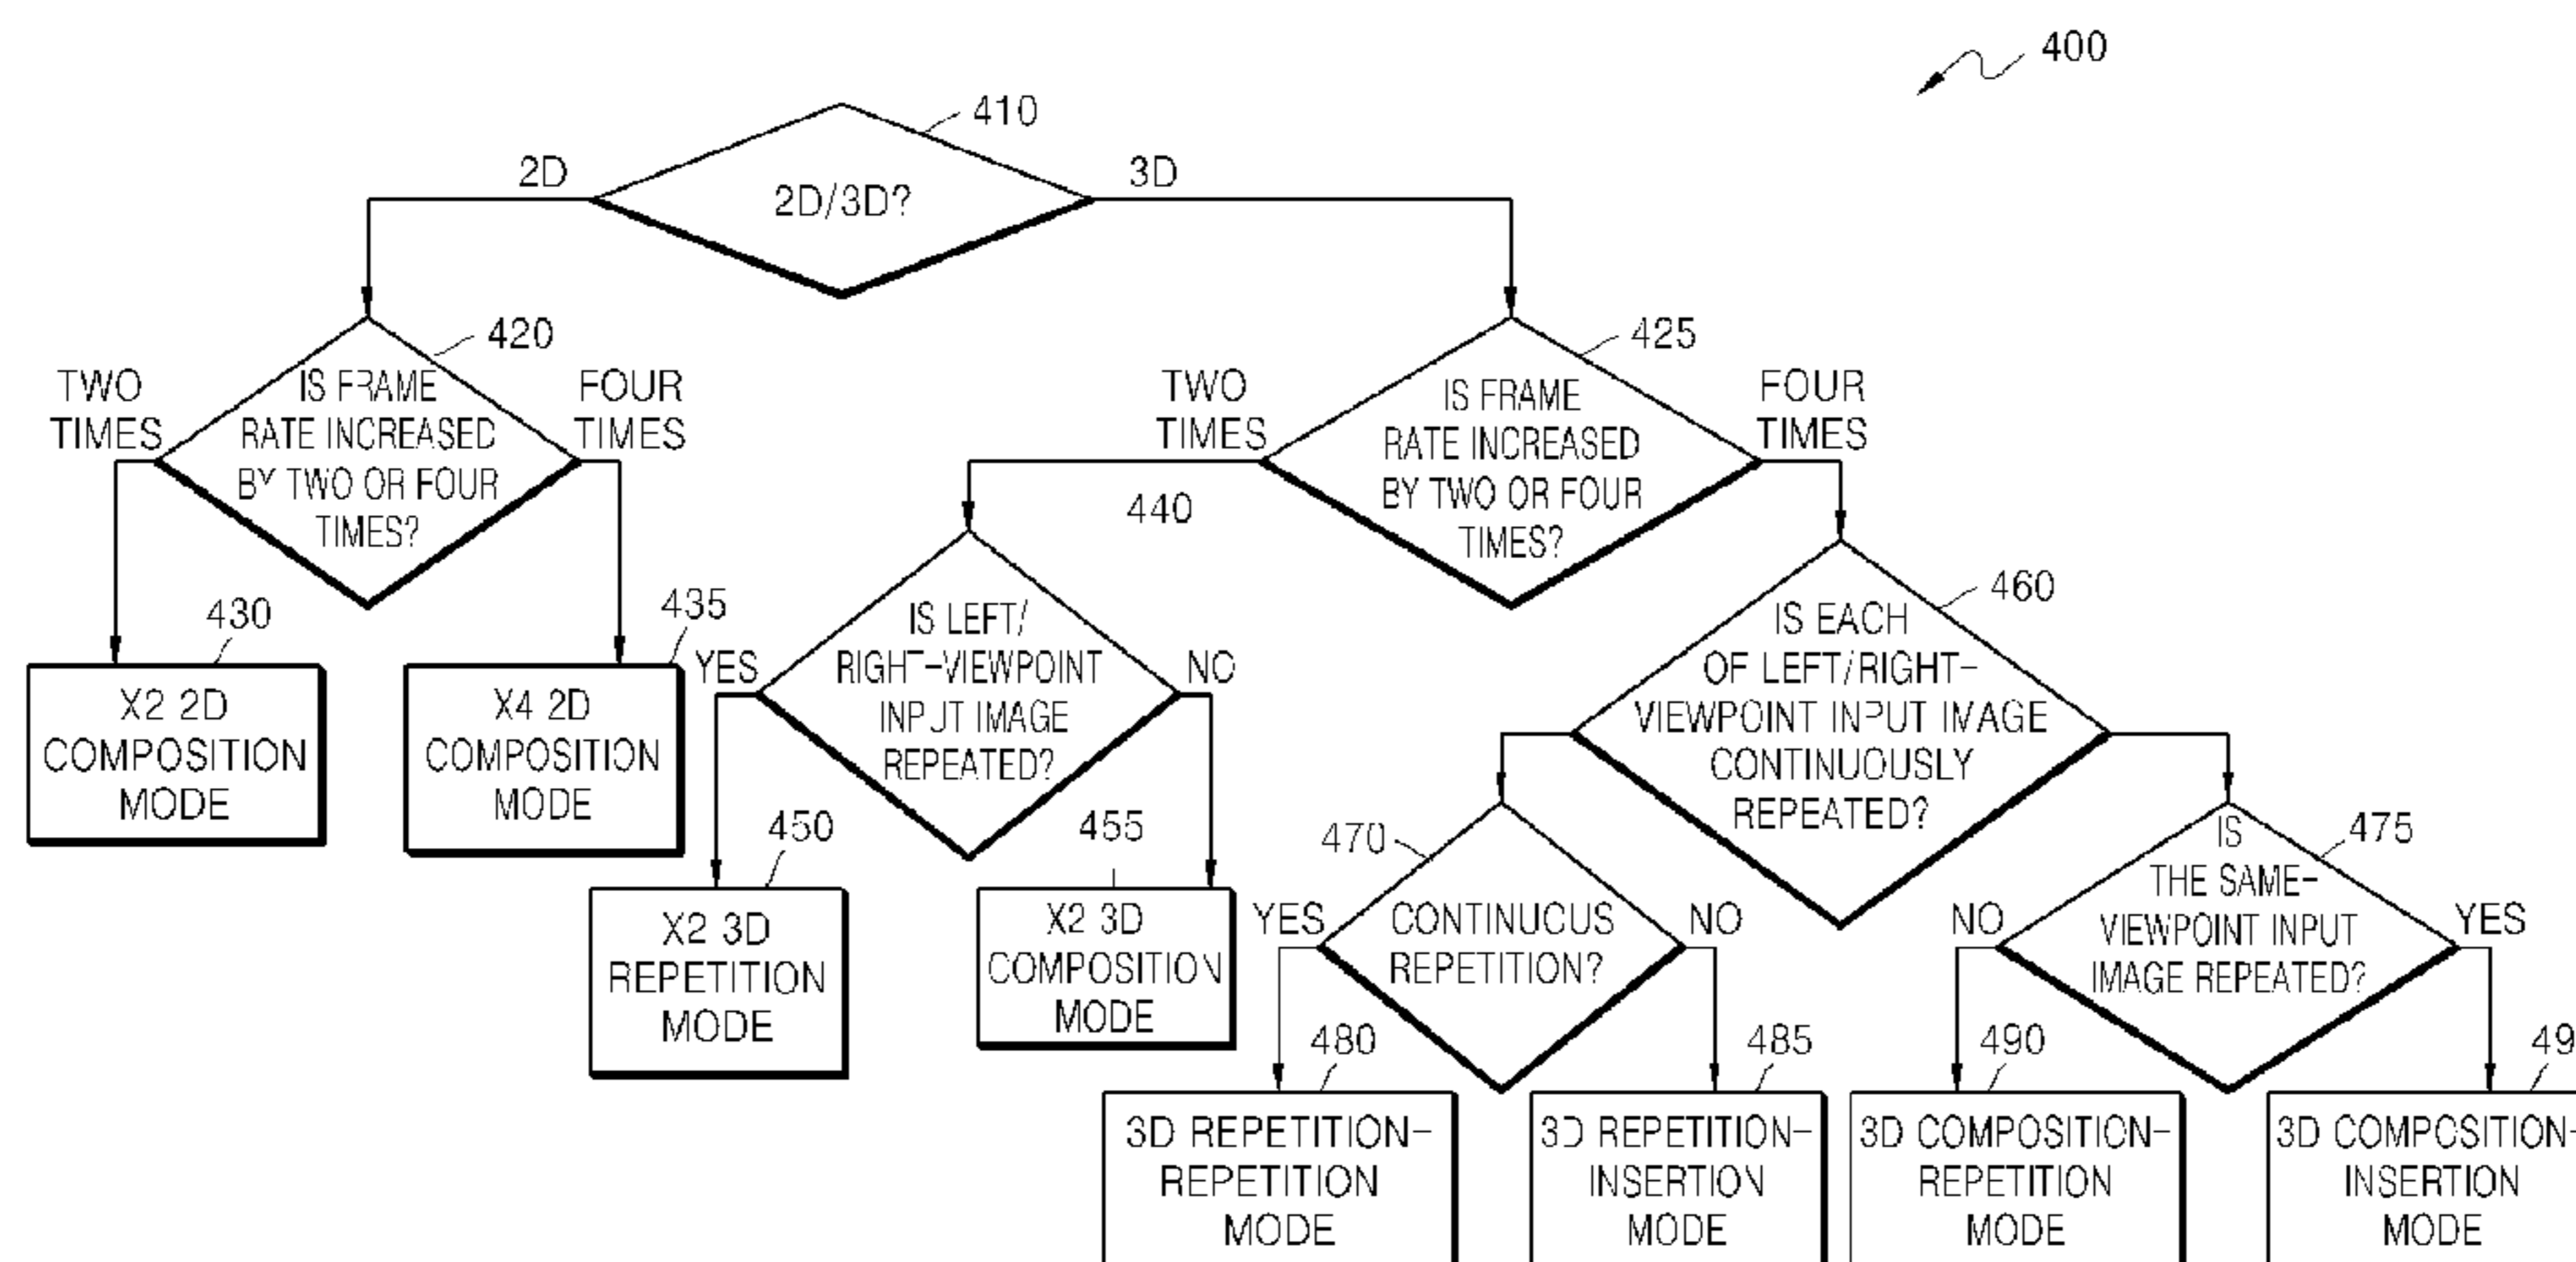 400
410
2D
3D
2D/3D?
420
425
TWO
TIMES
IS FRAME
RATE INCREASED
BY TWO OR FOUR
TIMES?
FOUR
TIMES
TWO
TIMES
IS FRAME
RATE INCREASED
BY TWO OR FOUR
TIMES?
FOUR
TIMES
440
430
435
460
X2 2D
COMPOSITION
MODE
X4 2D
COMPOSITION
MODE
YES
IS LEFT/
RIGHT-VIEWPOINT
INPUT IMAGE
REPEATED?
NO
IS EACH
OF LEFT/RIGHT-
VIEWPOINT INPUT IMAGE
CONTINUOUSLY
REPEATED?
450
455
470
475
X2 3D
REPETITION
MODE
X2 3D
COMPOSITION
MODE
YES
CONTINUOUS
REPETITION?
NO
NO
IS
THE SAME-
VIEWPOINT INPUT
IMAGE REPEATED?
YES
480
485
490
49
3D REPETITION-
REPETITION
MODE
3D REPETITION-
INSERTION
MODE
3D COMPOSITION-
REPETITION
MODE
3D COMPOSITION-
INSERTION
MODE